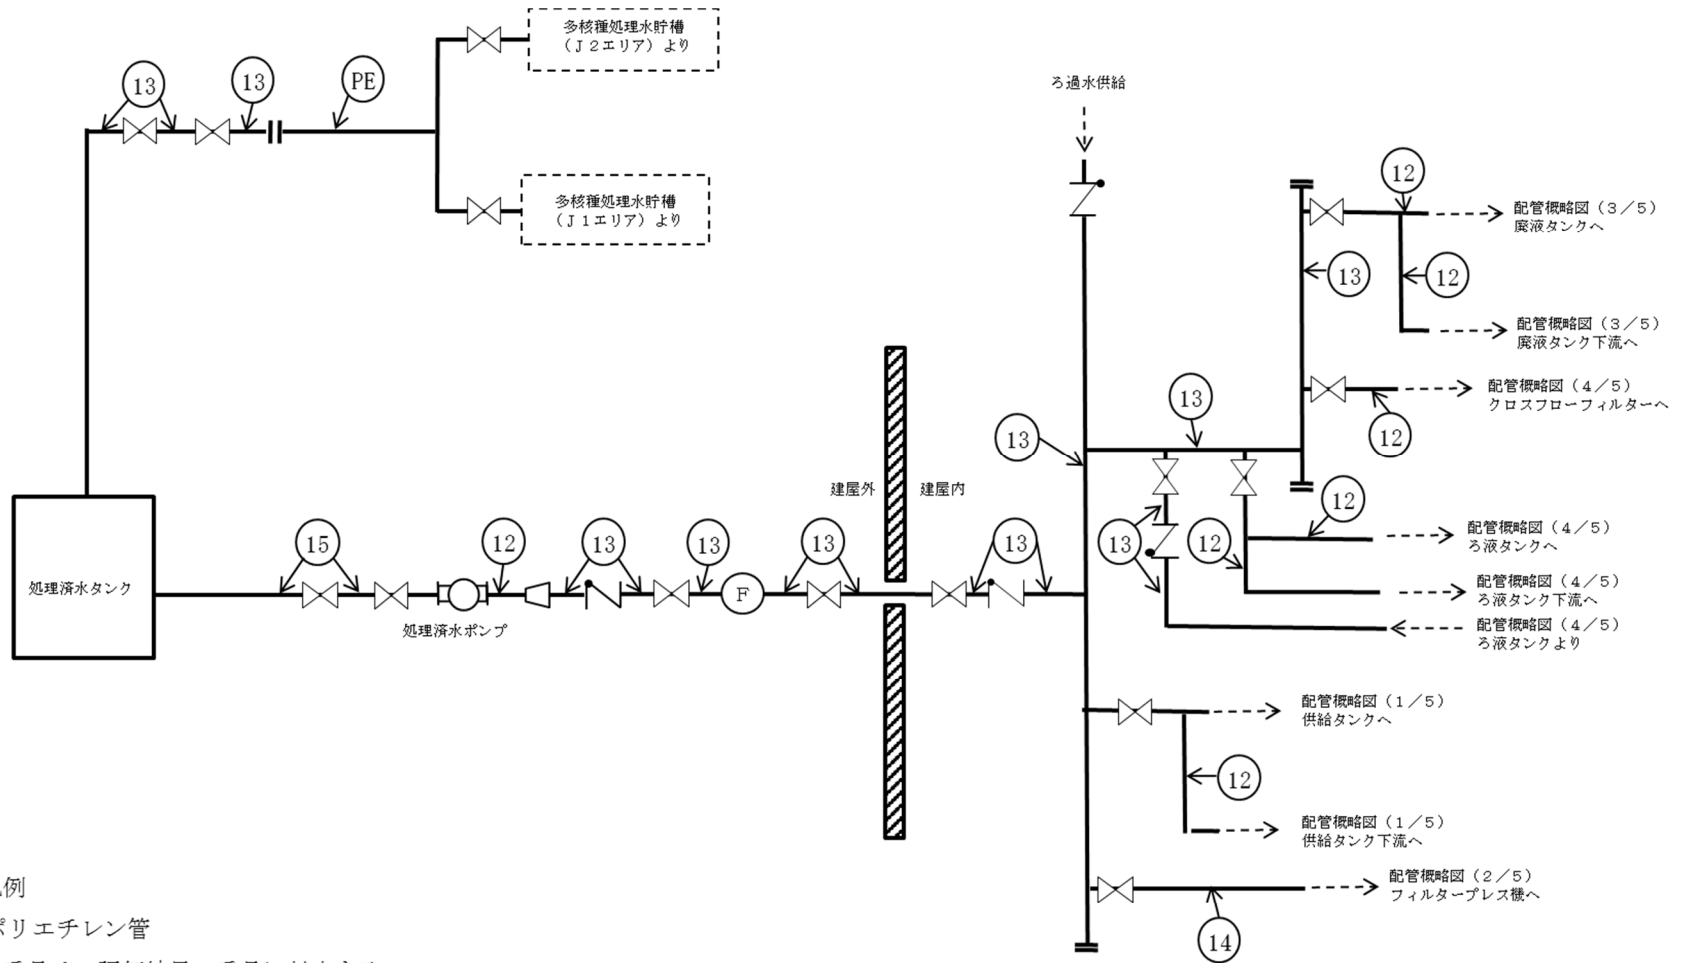 多核種処理水貯槽
（Ｊ２エリア）より
13
13
PE
ろ過水供給
多核種処理水貯槽
（Ｊ１エリア）より
12
配管概略図（３／５）
廃液タンクへ
13
12
配管概略図（３／５）
廃液タンク下流へ
配管概略図（４／５）
クロスフローフィルターへ
13
12
13
建屋外
建屋内
12
配管概略図（４／５）
ろ液タンクへ
15
12
13
13
13
13
13
12
処理済水タンク
F
配管概略図（４／５）
ろ液タンク下流へ
処理済水ポンプ
配管概略図（４／５）
ろ液タンクより
配管概略図（１／５）
供給タンクへ
12
配管概略図（１／５）
供給タンク下流へ
配管概略図（２／５）
フィルタープレス機へ
14
例
ポリエチレン管